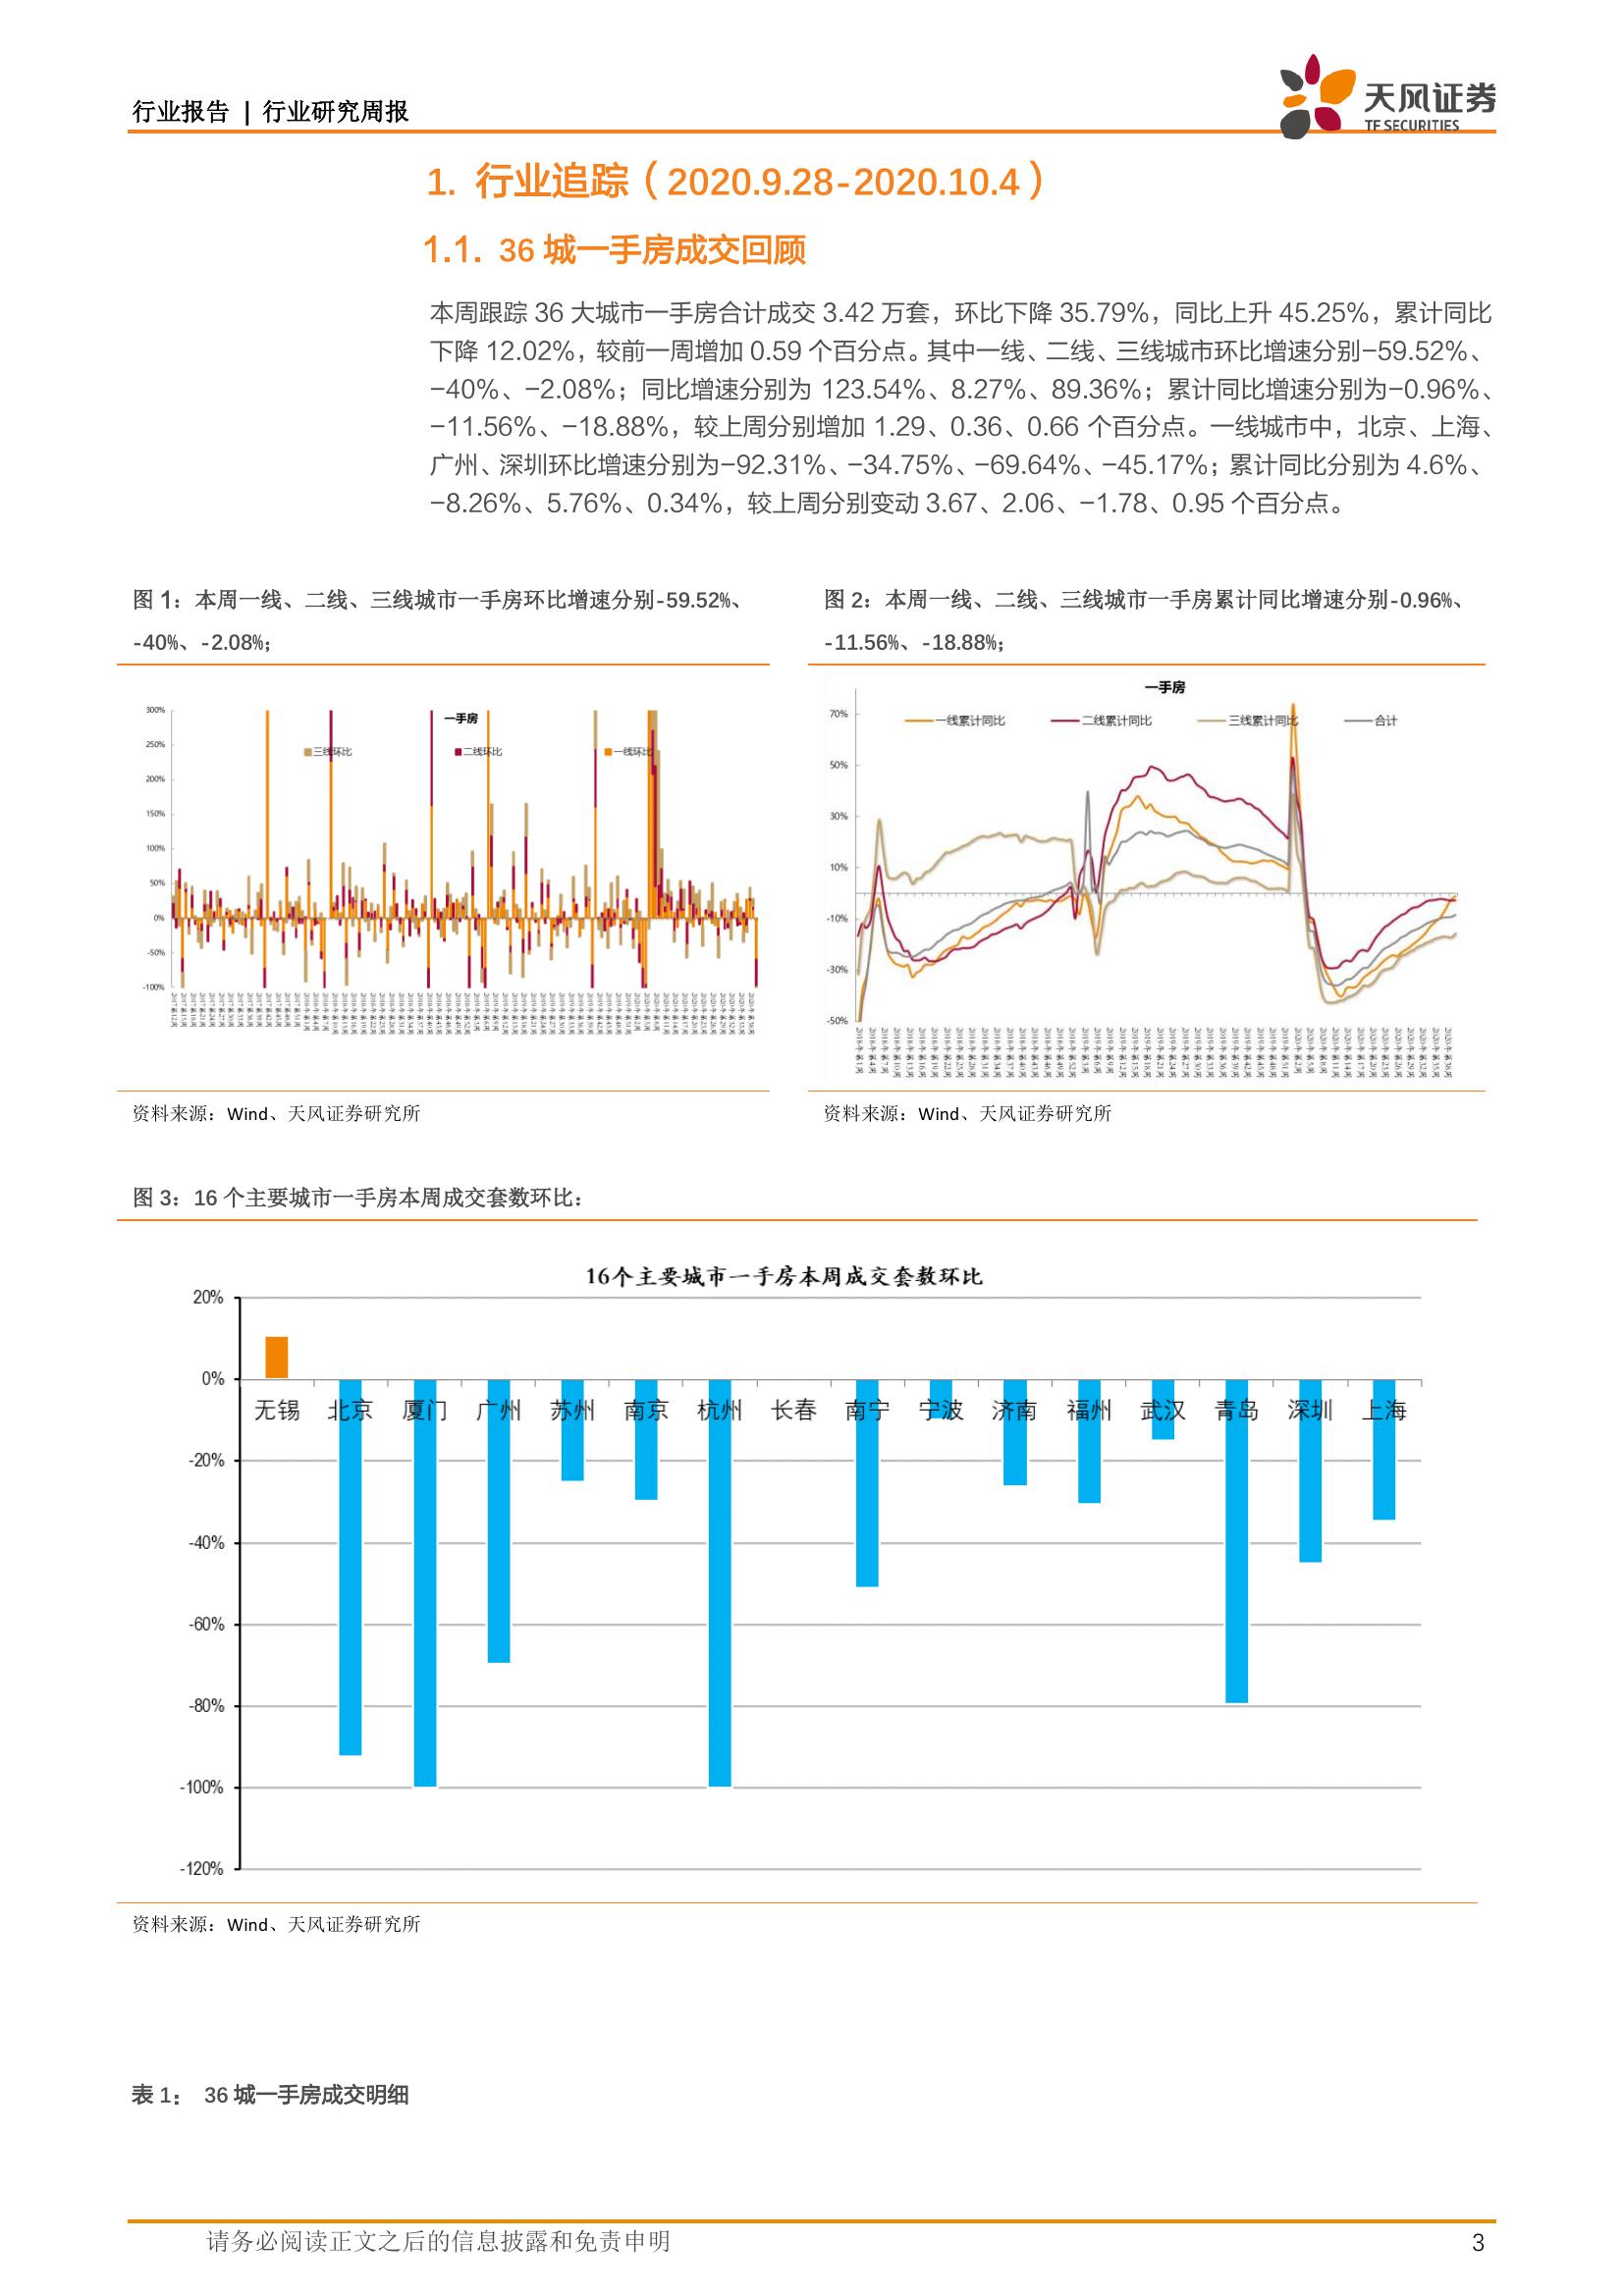 行业报告 | 行业研究周报
天风证券
TF SECURITIES
1. 行业追踪（2020.9.28-2020.10.4）
1.1. 36 城一手房成交回顾
本周跟踪 36 大城市一手房合计成交 3.42 万套，环比下降 35.79%，同比上升 45.25%，累计同比
下降 12.02%，较前一周增加 0.59 个百分点。其中一线、二线、三线城市环比增速分别-59.52%、
-40%、-2.08%；同比增速分别为 123.54%、8.27%、89.36%；累计同比增速分别为-0.96%、
-11.56%、-18.88%，较上周分别增加 1.29、0.36、0.66 个百分点。一线城市中，北京、上海、
广州、深圳环比增速分别为-92.31%、-34.75%、-69.64%、-45.17%；累计同比分别为 4.6%、
-8.26%、5.76%、0.34%，较上周分别变动 3.67、2.06、-1.78、0.95 个百分点。
图 1：本周一线、二线、三线城市一手房环比增速分别-59.52%、
-40%、-2.08%；
一手房
三线环比 二线环比 一线环比
300%
250%
200%
150%
100%
50%
0%
-50%
-100%
资料来源：Wind、天风证券研究所
图 2：本周一线、二线、三线城市一手房累计同比增速分别-0.96%、
-11.56%、-18.88%；
一手房
一线累计同比 二线累计同比 三线累计同比 合计
70%
50%
30%
10%
-10%
-30%
-50%
资料来源：Wind、天风证券研究所
图 3：16 个主要城市一手房本周成交套数环比：
16个主要城市一手房本周成交套数环比
20%
0%
无锡 北京 厦门 广州 苏州 南京 杭州 长春 南宁 宁波 济南 福州 武汉 青岛 深圳 上海
-20%
-40%
-60%
-80%
-100%
-120%
资料来源：Wind、天风证券研究所
表 1： 36 城一手房成交明细
请务必阅读正文之后的信息披露和免责申明
3